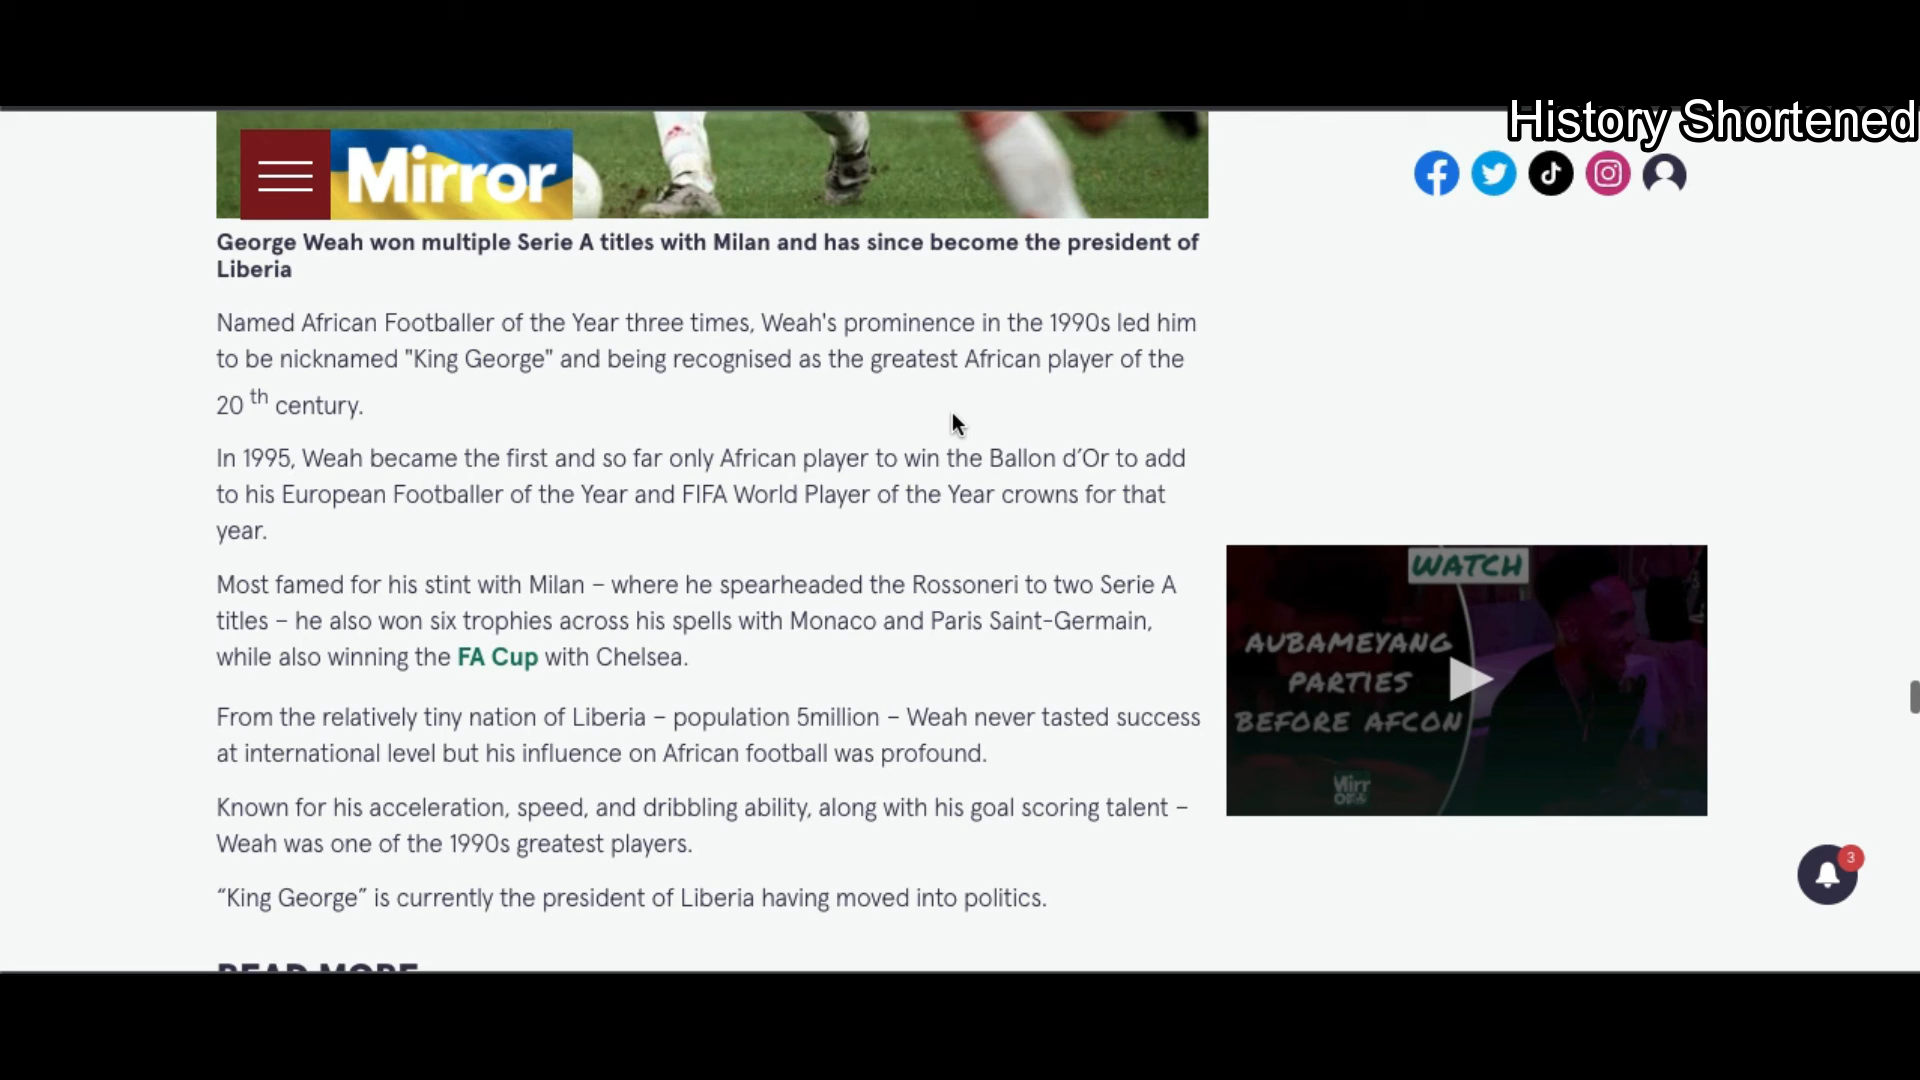 History Shortened
Mirror
George Weah won multiple Serie A titles with Milan and has since become the president of
Liberia
Named African Footballer of the Year three times, Weah's prominence in the 1990s led him
to be nicknamed "King George" and being recognised as the greatest African player of the
20 th century.
In 1995, Weah became the first and so far only African player to win the Ballon d’Or to add
to his European Footballer of the Year and FIFA World Player of the Year crowns for that
year.
Most famed for his stint with Milan – where he spearheaded the Rossoneri to two Serie A
titles – he also won six trophies across his spells with Monaco and Paris Saint-Germain,
while also winning the FA Cup with Chelsea.
From the relatively tiny nation of Liberia – population 5million – Weah never tasted success
at international level but his influence on African football was profound.
Known for his acceleration, speed, and dribbling ability, along with his goal scoring talent –
Weah was one of the 1990s greatest players.
“King George” is currently the president of Liberia having moved into politics.
READ MORE
WATCH
AUBAMEYANG
PARTIES
BEFORE AFCON
Mirr
Or
3